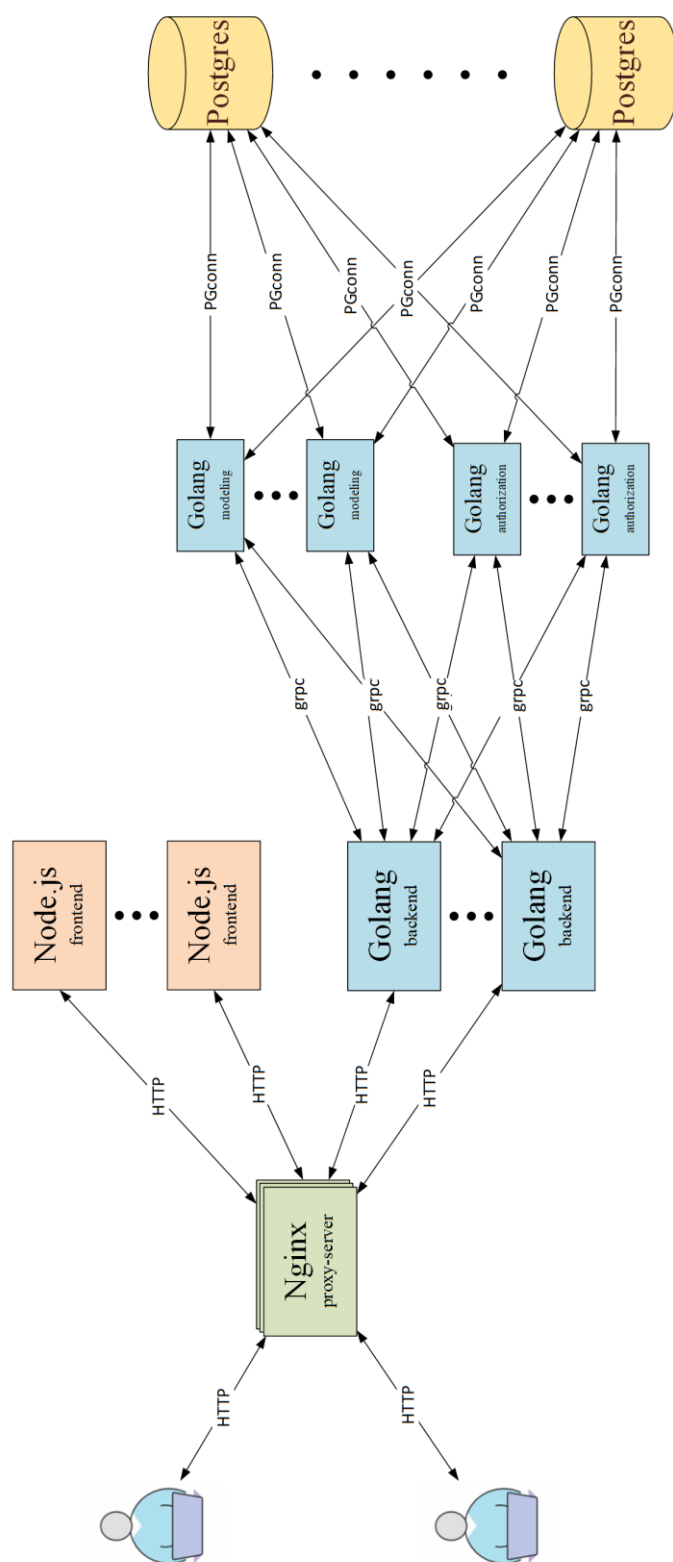 Postgres
Postgres
PGconn
PGconn
PGconn
PGconn
PGconn
PGconn
PGconn
Golang
modeling
Golang
modeling
Golang
authorization
Golang
authorization
grpc
grpc
grpc
grpc
grpc
Node.js
frontend
Node.js
frontend
Golang
backend
Golang
backend
HTTP
HTTP
HTTP
HTTP
Nginx
proxy-server
HTTP
HTTP